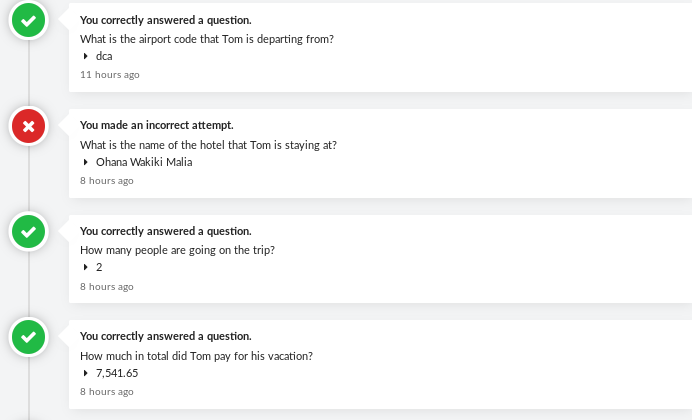 You correctly answered a question.
What is the airport code that Tom is departing from?
dca
11 hours ago
You made an incorrect attempt.
What is the name of the hotel that Tom is staying at?
Ohana Wakiki Malia
8 hours ago
You correctly answered a question.
How many people are going on the trip?
2
8 hours ago
You correctly answered a question.
How much in total did Tom pay for his vacation?
7,541.65
8 hours ago